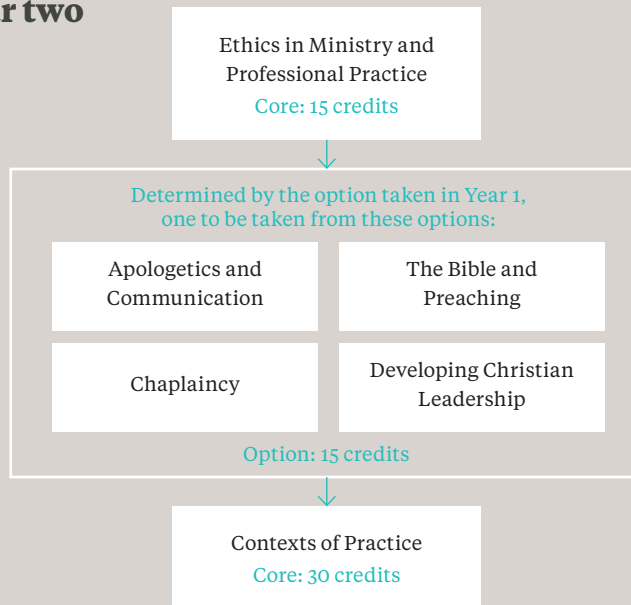 r two
Ethics in Ministry and
Professional Practice
Core: 15 credits
Determined by the option taken in Year 1,
one to be taken from these options:
Apologetics and
Communication
The Bible and
Preaching
Chaplaincy
Developing Christian
Leadership
Option: 15 credits
Contexts of Practice
Core: 30 credits